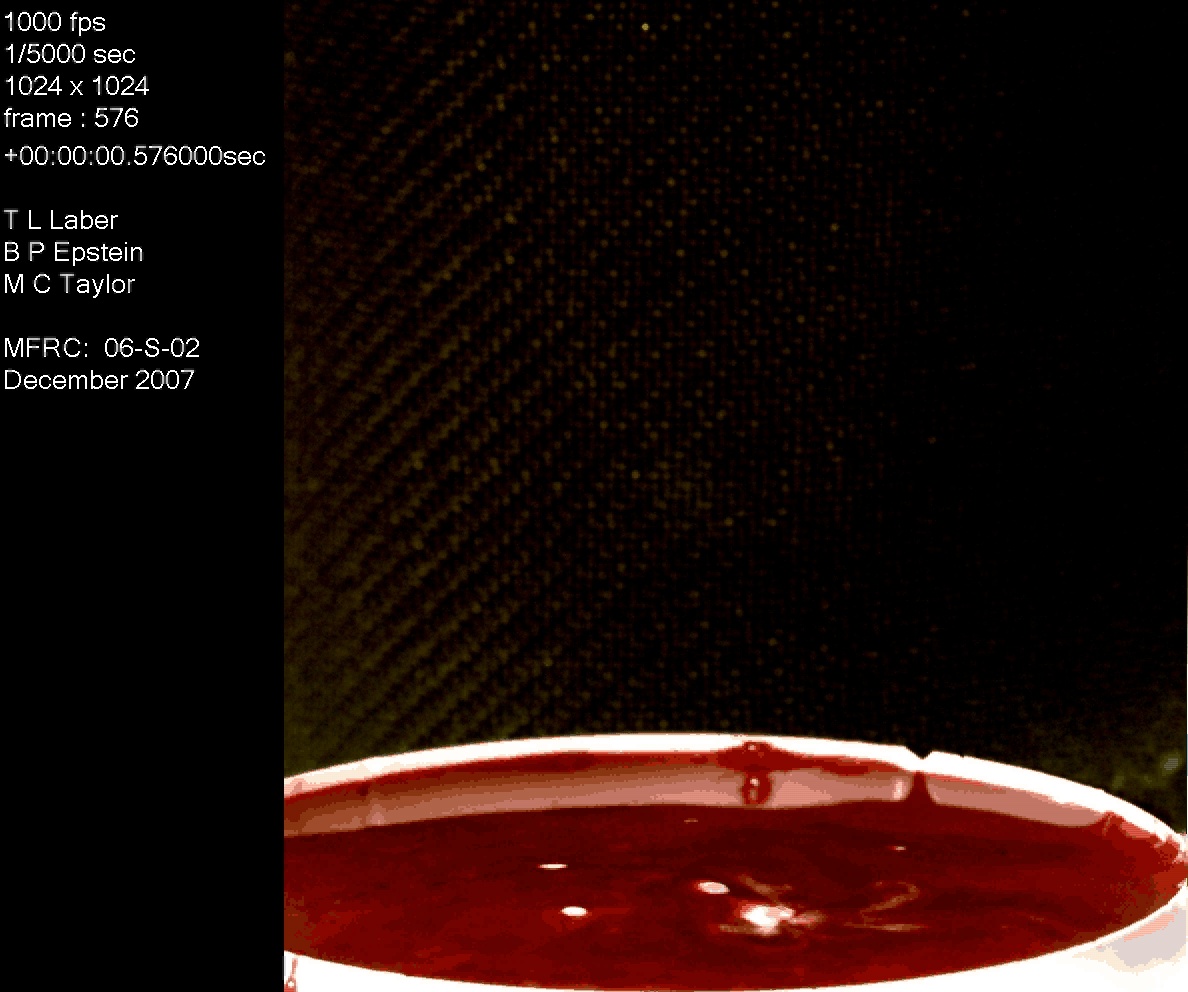 1000 fps
1/5000 sec
1024 x 1024
frame : 576
+00:00:00.576000sec
T L Laber
B P Epstein
M C Taylor
MFRC: 06-S-02
December 2007